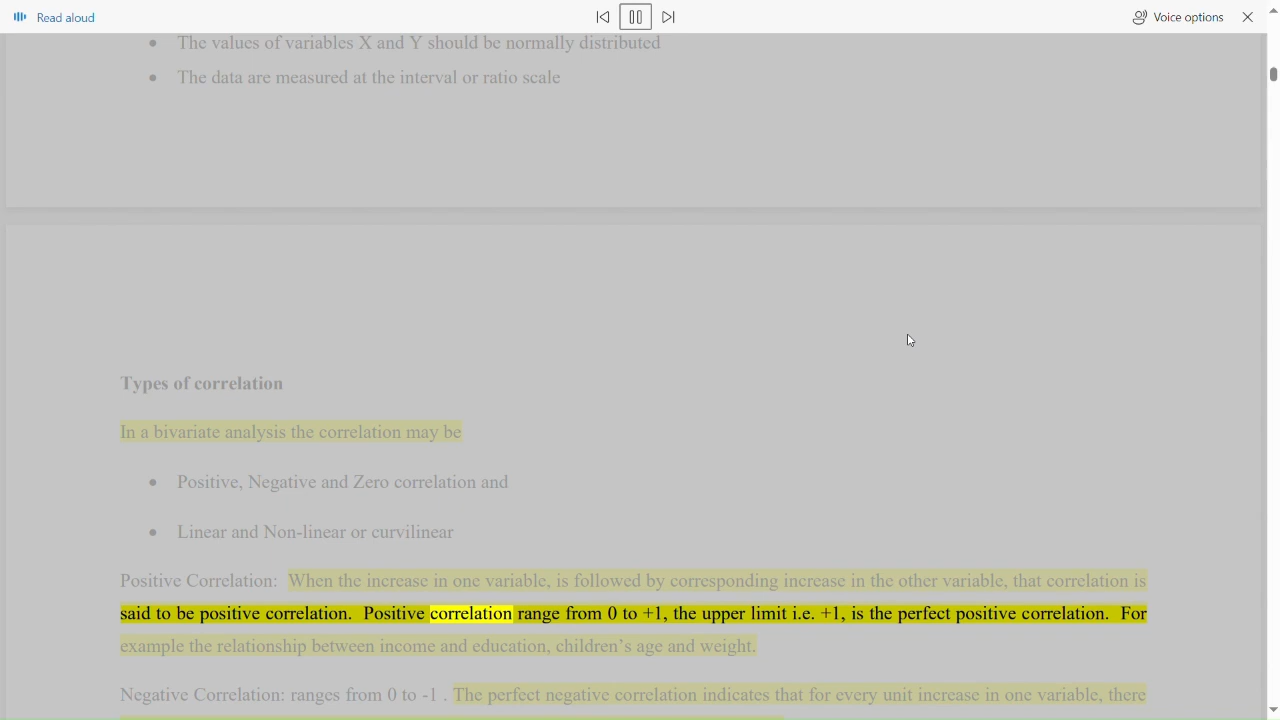 Read aloud
Voice options
• The values of variables X and Y should be normally distributed
• The data are measured at the interval or ratio scale
Types of correlation
In a bivariate analysis the correlation may be
• Positive, Negative and Zero correlation and
• Linear and Non-linear or curvilinear
Positive Correlation: When the increase in one variable, is followed by corresponding increase in the other variable, that correlation is
said to be positive correlation. Positive correlation range from 0 to +1, the upper limit i.e. +1, is the perfect positive correlation. For
example the relationship between income and education, children’s age and weight.
Negative Correlation: ranges from 0 to -1 . The perfect negative correlation indicates that for every unit increase in one variable, there